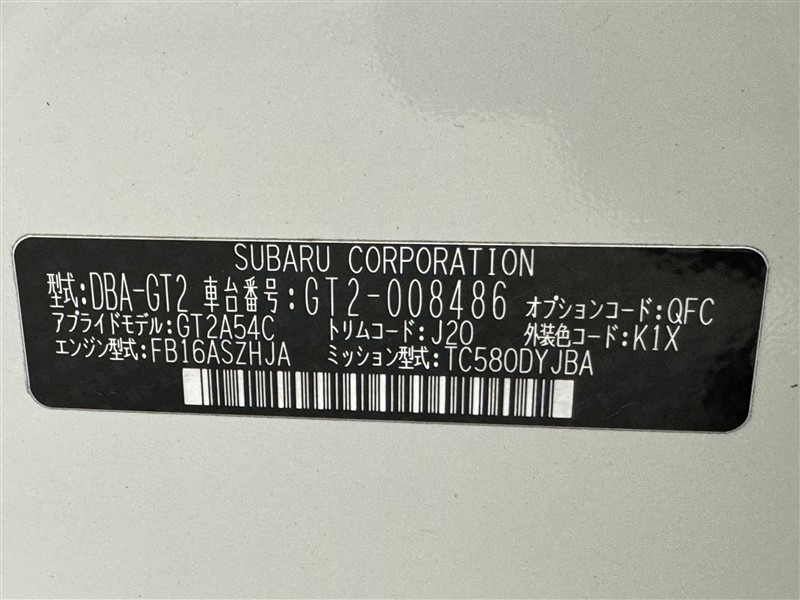 SUBARU CORPORATION
型式:DBA-GT2 車台番号:GT2-008486 オプションコード:QFC
アプライドモデル:GT2A54C トリムコード:J20 外装色コード:K1X
エンジン型式:FB16ASZHJA ミッション型式:TC580DYJBA